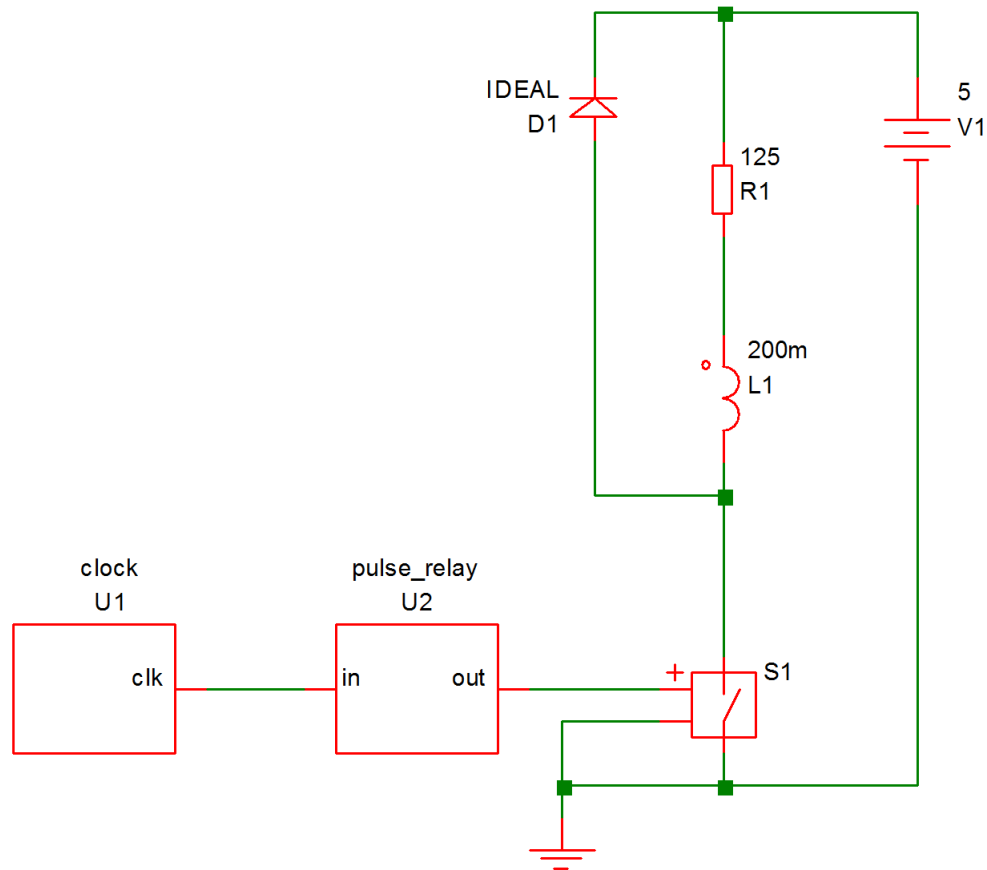 IDEAL
D1
5
V1
125
R1
200m
L1
clock
U1
clk
pulse_relay
U2
in
out
+
S1